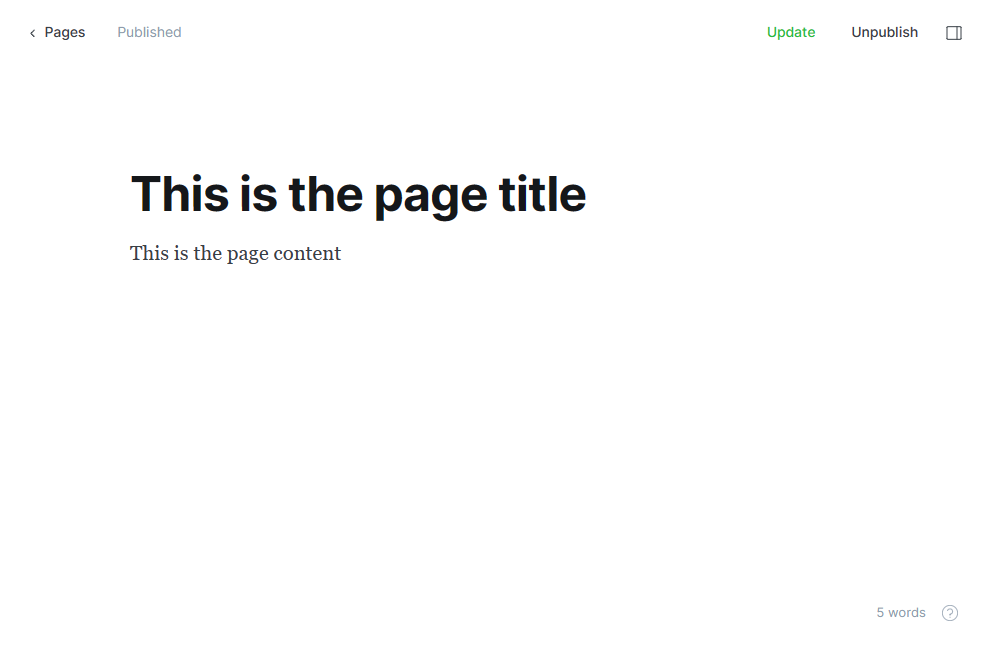 Pages
Published
Update
Unpublish
This is the page title
This is the page content
5 words
?